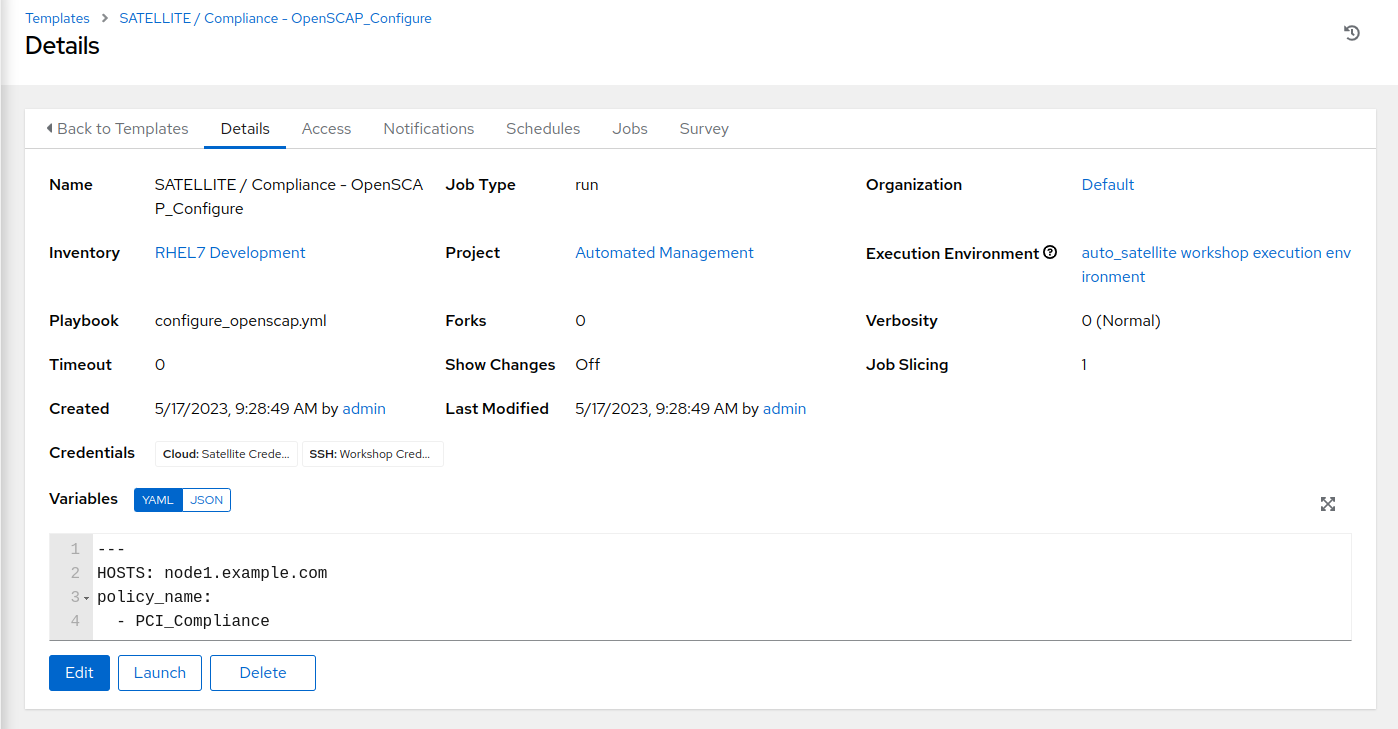 Templates > SATELLITE / Compliance - OpenSCAP_Configure
Details
Back to Templates Details Access Notifications Schedules Jobs Survey
Name SATELLITE / Compliance - OpenSCA Job Type run Organization Default
P_Configure
Inventory RHEL7 Development Project Automated Management Execution Environment ? auto_satellite workshop execution env
ironment
Playbook configure_openscap.yml Forks 0 Verbosity 0 (Normal)
Timeout 0 Show Changes Off Job Slicing 1
Created 5/17/2023, 9:28:49 AM by admin Last Modified 5/17/2023, 9:28:49 AM by admin
Credentials Cloud: Satellite Crede... SSH: Workshop Cred...
Variables YAML JSON
1 ---
2 HOSTS: node1.example.com
3 policy_name:
4 - PCI_Compliance
Edit Launch Delete